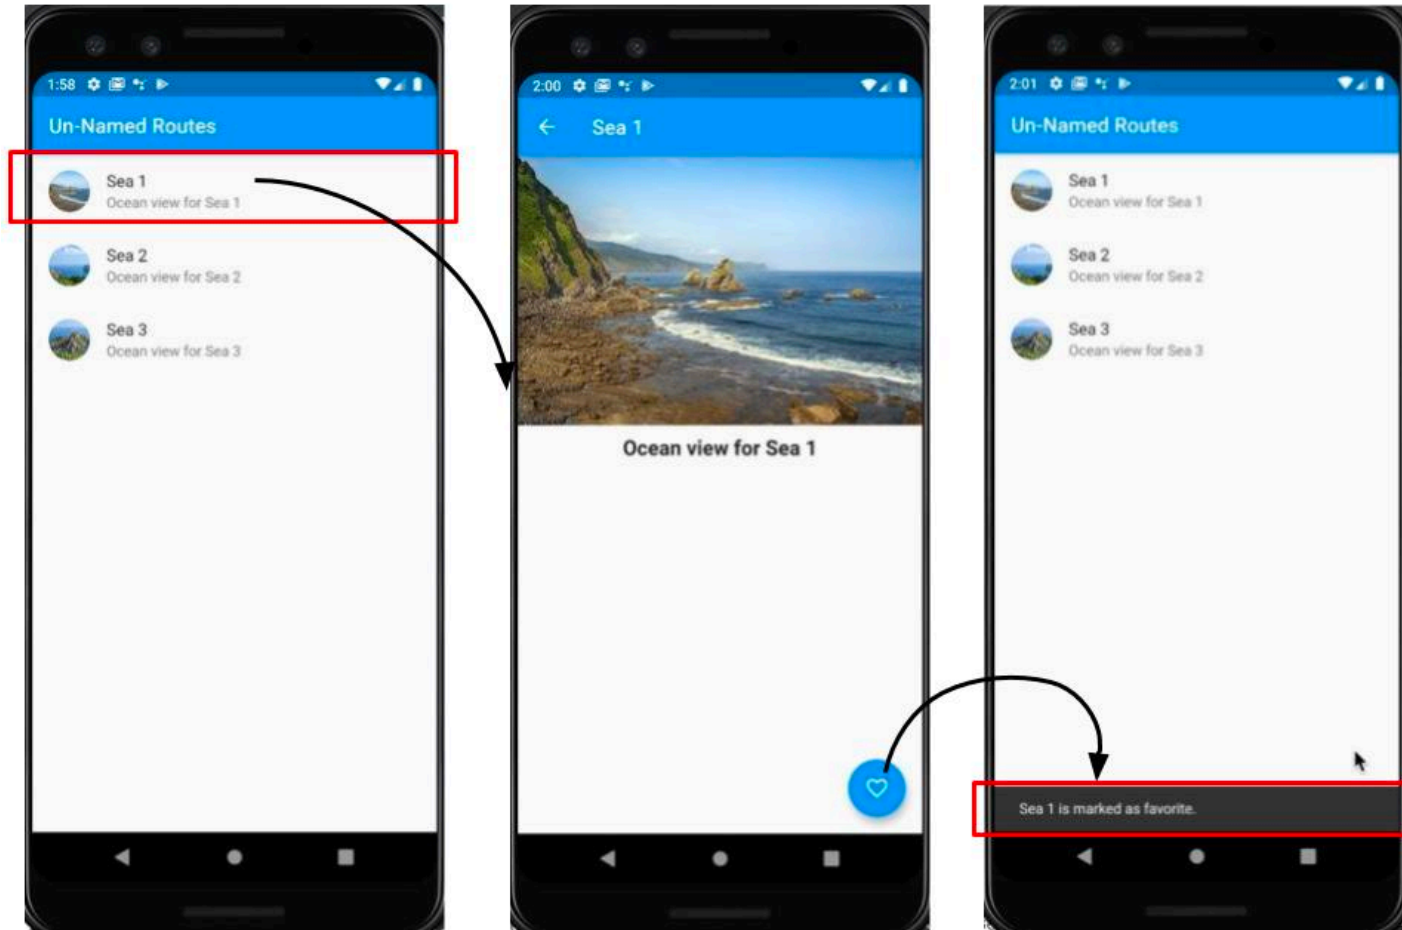 1:58
Un-Named Routes
Sea 1
Ocean view for Sea 1
Sea 2
Ocean view for Sea 2
Sea 3
Ocean view for Sea 3
2:00
Sea 1
Ocean view for Sea 1
2:01
Un-Named Routes
Sea 1
Ocean view for Sea 1
Sea 2
Ocean view for Sea 2
Sea 3
Ocean view for Sea 3
Sea 1 is marked as favorite.